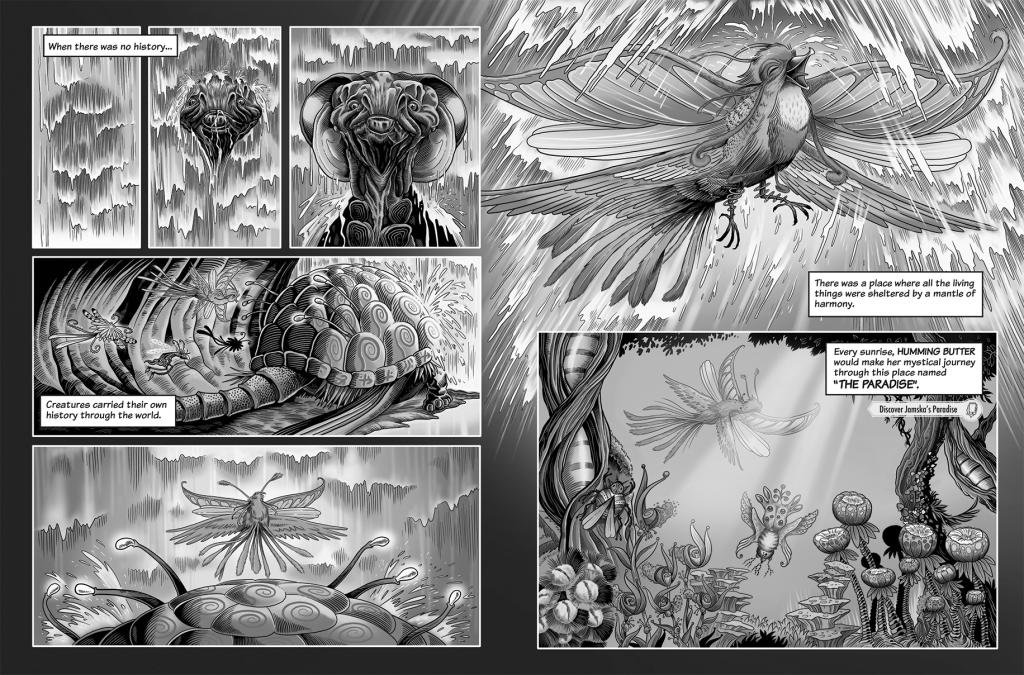 When there was no history...
Creatures carried their own
history through the world.
There was a place where all the living
things were sheltered by a mantle of
harmony.
Every sunrise, HUMMING BUTTER
would make her mystical journey
through this place named
"THE PARADISE".
Discover Jamska's Paradise